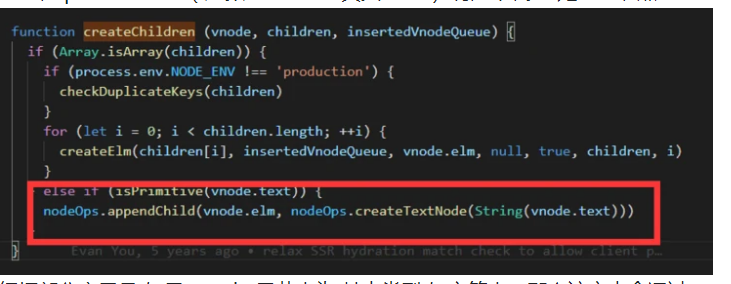 function createChildren (vnode, children, insertedVnodeQueue) {
if (Array.isArray(children)) {
if (process.env.NODE_ENV !== 'production') {
checkDuplicateKeys(children)
}
for (let i = 0; i < children.length; ++i) {
createElm(children[i], insertedVnodeQueue, vnode.elm, null, true, children, i)
}
else if (isPrimitive(vnode.text)) {
nodeOps.appendChild(vnode.elm, nodeOps.createTextNode(String(vnode.text)))
}
Evan You, 5 years ago • relax SSR hydration match check to allow client p…